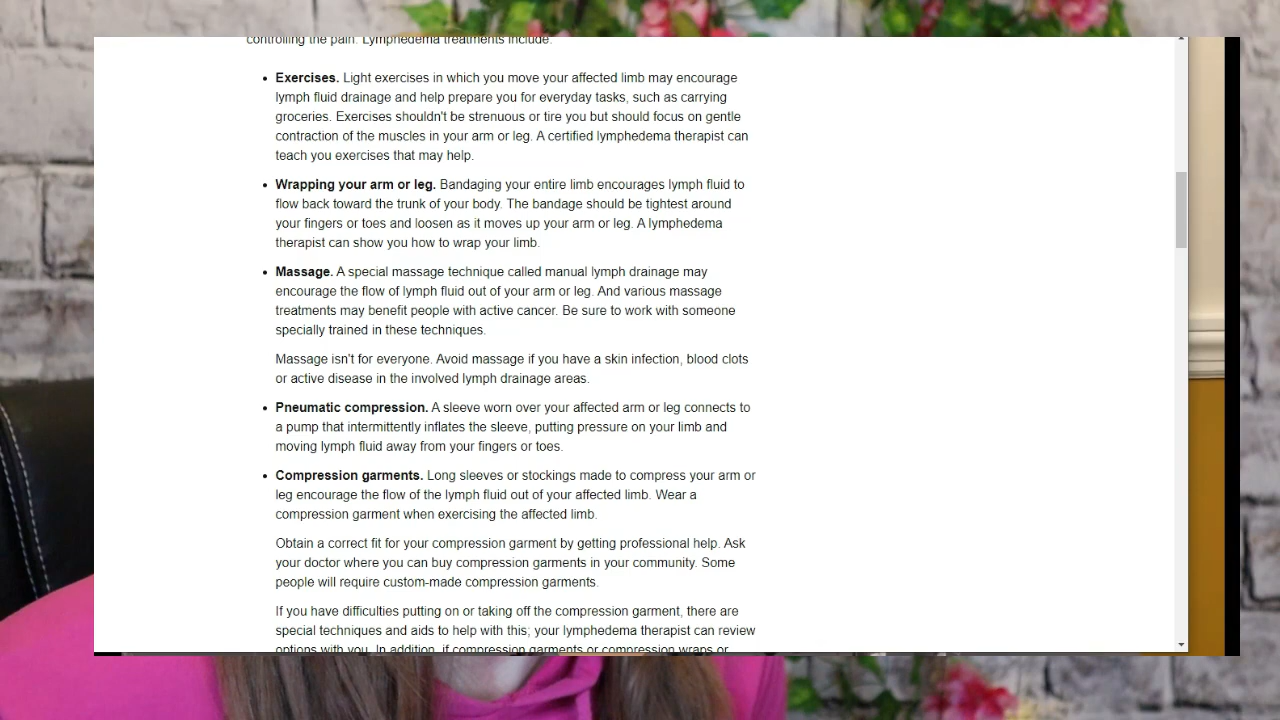 controlling the pain. Lymphedema treatments include:
• Exercises. Light exercises in which you move your affected limb may encourage
lymph fluid drainage and help prepare you for everyday tasks, such as carrying
groceries. Exercises shouldn't be strenuous or tire you but should focus on gentle
contraction of the muscles in your arm or leg. A certified lymphedema therapist can
teach you exercises that may help.
• Wrapping your arm or leg. Bandaging your entire limb encourages lymph fluid to
flow back toward the trunk of your body. The bandage should be tightest around
your fingers or toes and loosen as it moves up your arm or leg. A lymphedema
therapist can show you how to wrap your limb.
• Massage. A special massage technique called manual lymph drainage may
encourage the flow of lymph fluid out of your arm or leg. And various massage
treatments may benefit people with active cancer. Be sure to work with someone
specially trained in these techniques.
Massage isn't for everyone. Avoid massage if you have a skin infection, blood clots
or active disease in the involved lymph drainage areas.
• Pneumatic compression. A sleeve worn over your affected arm or leg connects to
a pump that intermittently inflates the sleeve, putting pressure on your limb and
moving lymph fluid away from your fingers or toes.
• Compression garments. Long sleeves or stockings made to compress your arm or
leg encourage the flow of the lymph fluid out of your affected limb. Wear a
compression garment when exercising the affected limb.
Obtain a correct fit for your compression garment by getting professional help. Ask
your doctor where you can buy compression garments in your community. Some
people will require custom-made compression garments.
If you have difficulties putting on or taking off the compression garment, there are
special techniques and aids to help with this; your lymphedema therapist can review
options with you. In addition, if compression garments or compression wraps or